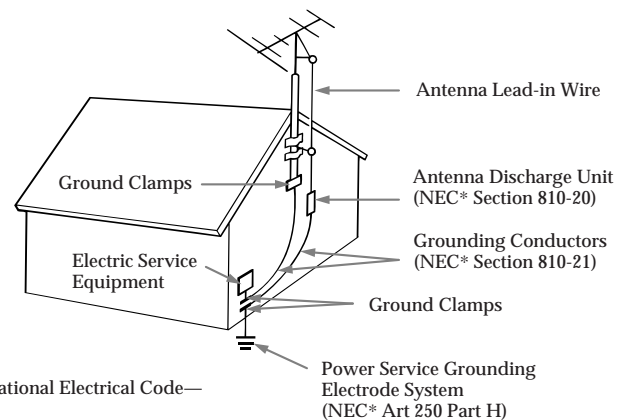 Antenna Lead-in Wire
Ground Clamps
Antenna Discharge Unit
(NEC* Section 810-20)
Electric Service
Equipment
Grounding Conductors
(NEC* Section 810-21)
Ground Clamps
Power Service Grounding
Electrode System
(NEC* Art 250 Part H)
ational Electrical Code—